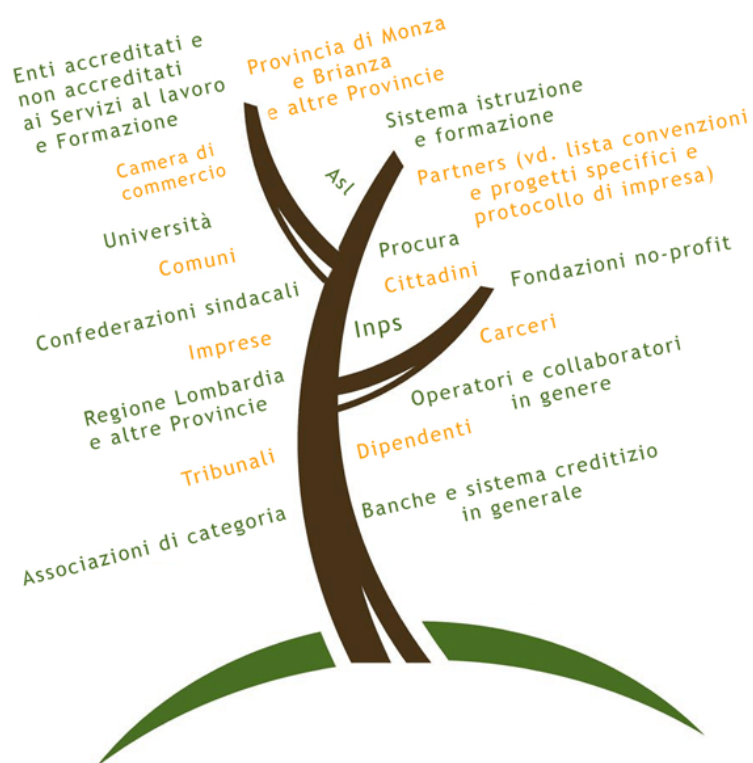 Enti accreditati e
non accreditati
ai Servizi al lavoro
e Formazione
Provincia di Monza
e Brianza
e altre Provincie
Sistema istruzione
e formazione
Camera di
commercio
Asl
Partners (vd. lista convenzioni
e progetti specifici e
protocollo di impresa)
Università
Procura
Comuni
Cittadini
Fondazioni no-profit
Confederazioni sindacali
Inps
Imprese
Carceri
Regione Lombardia
e altre Provincie
Operatori e collaboratori
in genere
Tribunali
Dipendenti
Associazioni di categoria
Banche e sistema creditizio
in generale